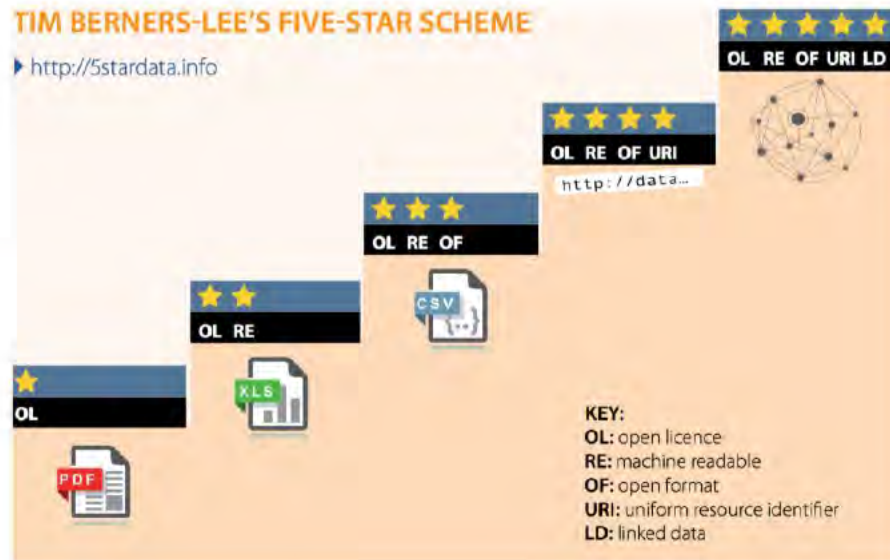 TIM BERNERS-LEE'S FIVE-STAR SCHEME
http://5stardata.info
OL RE OF URI LD
OL RE OF URI
http://data…
OL RE OF
CSV
{..}
OL RE
XLS
OL
PDF
KEY:
OL: open licence
RE: machine readable
OF: open format
URI: uniform resource identifier
LD: linked data